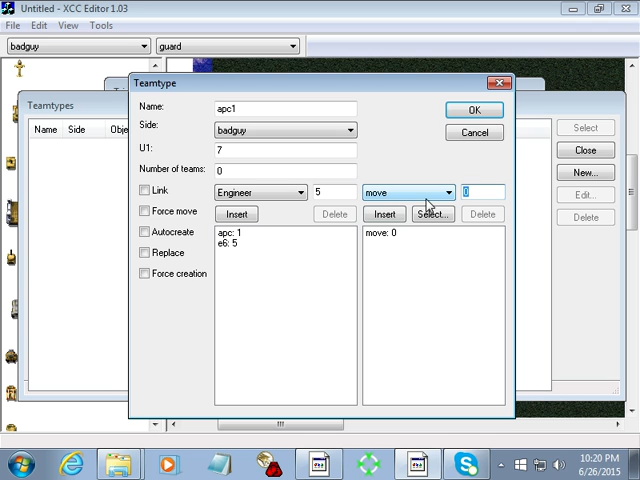 Untitled - XCC Editor 1.03
File Edit View Tools
badguy guard
Teamtypes
Name Side Obje
Select
Close
New...
Edit...
Delete
Teamtype
Name: apc1
Side: badguy
U1: 7
Number of teams: 0
OK
Cancel
Link Engineer 5 move 0
Force move Insert Delete Insert Select... Delete
Autocreate
Replace
Force creation
apc: 1
e6: 5
move: 0
10:20 PM
6/26/2015